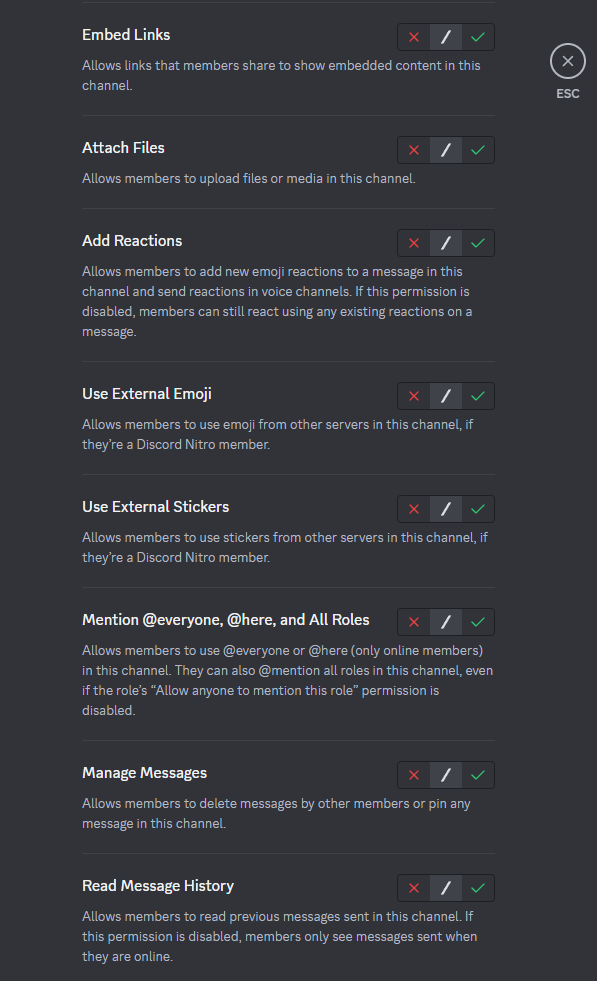 Embed Links
Allows links that members share to show embedded content in this
channel.
ESC
Attach Files
Allows members to upload files or media in this channel.
Add Reactions
Allows members to add new emoji reactions to a message in this
channel and send reactions in voice channels. If this permission is
disabled, members can still react using any existing reactions on a
message.
Use External Emoji
Allows members to use emoji from other servers in this channel, if
they’re a Discord Nitro member.
Use External Stickers
Allows members to use stickers from other servers in this channel, if
they’re a Discord Nitro member.
Mention @everyone, @here, and All Roles
Allows members to use @everyone or @here (only online members)
in this channel. They can also @mention all roles in this channel, even
if the role’s “Allow anyone to mention this role” permission is
disabled.
Manage Messages
Allows members to delete messages by other members or pin any
message in this channel.
Read Message History
Allows members to read previous messages sent in this channel. If
this permission is disabled, members only see messages sent when
they are online.